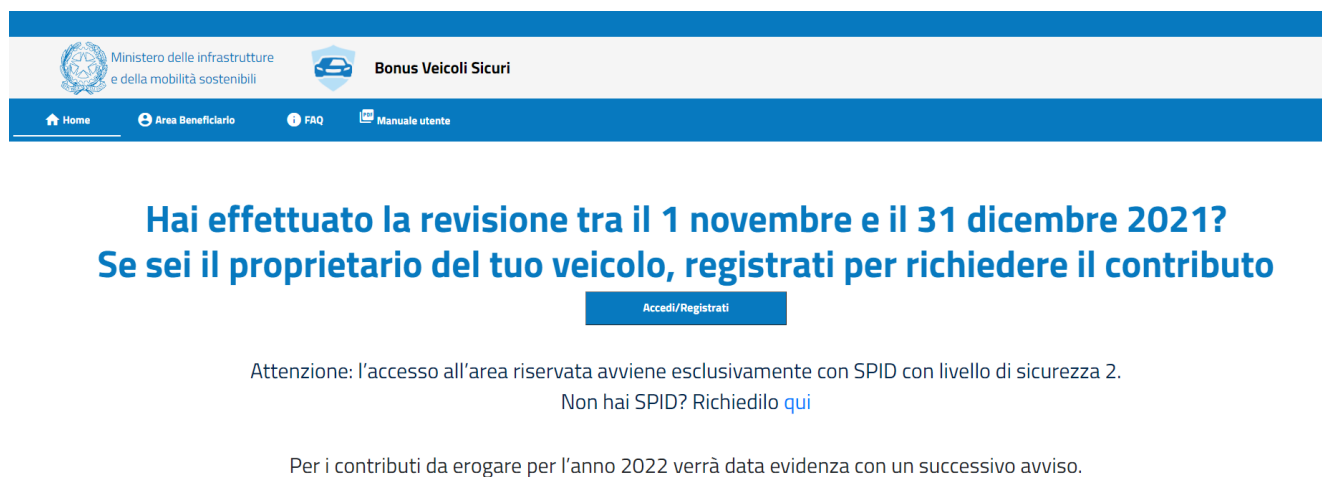 Ministero delle infrastrutture
e della mobilità sostenibili
Bonus Veicoli Sicuri
Home
Area Beneficiario
FAQ
PDF
Manuale utente
Hai effettuato la revisione tra il 1 novembre e il 31 dicembre 2021?
Se sei il proprietario del tuo veicolo, registrati per richiedere il contributo
Accedi/Registrati
Attenzione: l’accesso all’area riservata avviene esclusivamente con SPID con livello di sicurezza 2.
Non hai SPID? Richiedilo qui
Per i contributi da erogare per l’anno 2022 verrà data evidenza con un successivo avviso.